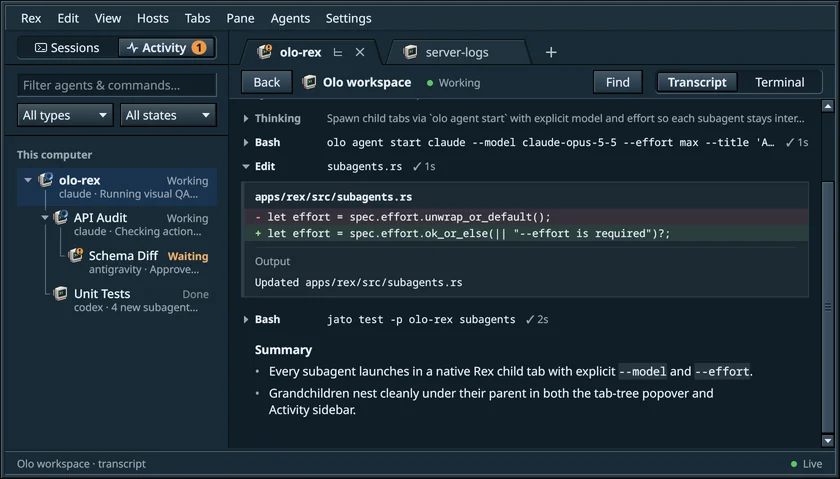 Rex Edit View Hosts Tabs Pane Agents Settings
Sessions Activity 1
olo-rex server-logs
Filter agents & commands...
Back Olo workspace Working Find Transcript Terminal
All types All states
Thinking Spawn child tabs via `olo agent start` with explicit model and effort so each subagent stays inter...
Bash olo agent start claude --model claude-opus-5-5 --effort max --title 'A… ✓ 1s
This computer
Edit subagents.rs ✓ 1s
olo-rex Working
claude · Running visual QA...
API Audit Working
claude · Checking action...
Schema Diff Waiting
antigravity · Approve...
Unit Tests Done
codex · 4 new subagent...
apps/rex/src/subagents.rs
- let effort = spec.effort.unwrap_or_default();
+ let effort = spec.effort.ok_or_else(|| "--effort is required")?;
Output
Updated apps/rex/src/subagents.rs
Bash jato test -p olo-rex subagents ✓ 2s
Summary
• Every subagent launches in a native Rex child tab with explicit --model and --effort.
• Grandchildren nest cleanly under their parent in both the tab-tree popover and
Activity sidebar.
Olo workspace · transcript Live